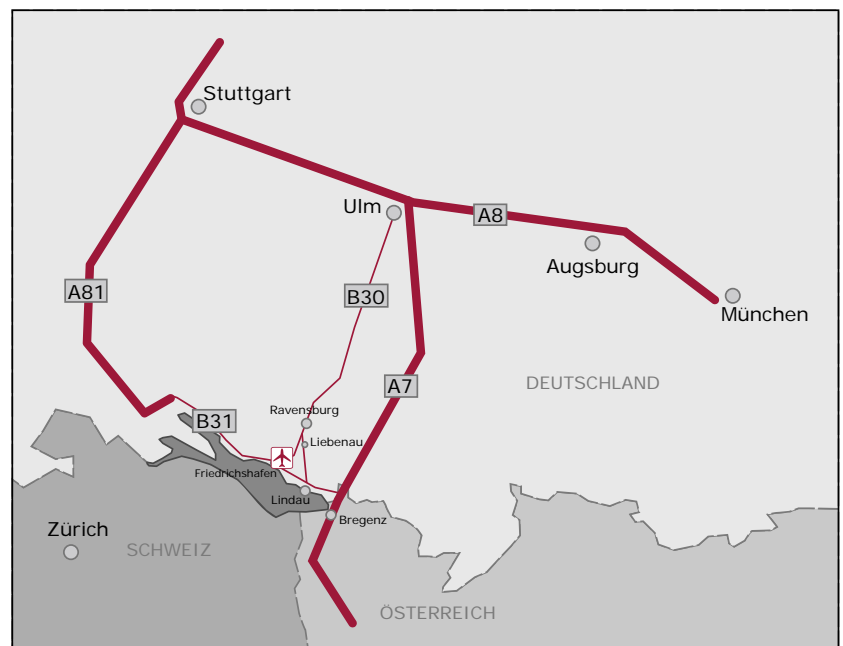 Stuttgart
Ulm
A8
Augsburg
A81
B30
München
A7
DEUTSCHLAND
Ravensburg
B31
Liebenau
Friedrichshafen
Lindau
Bregenz
Zürich
SCHWEIZ
ÖSTERREICH